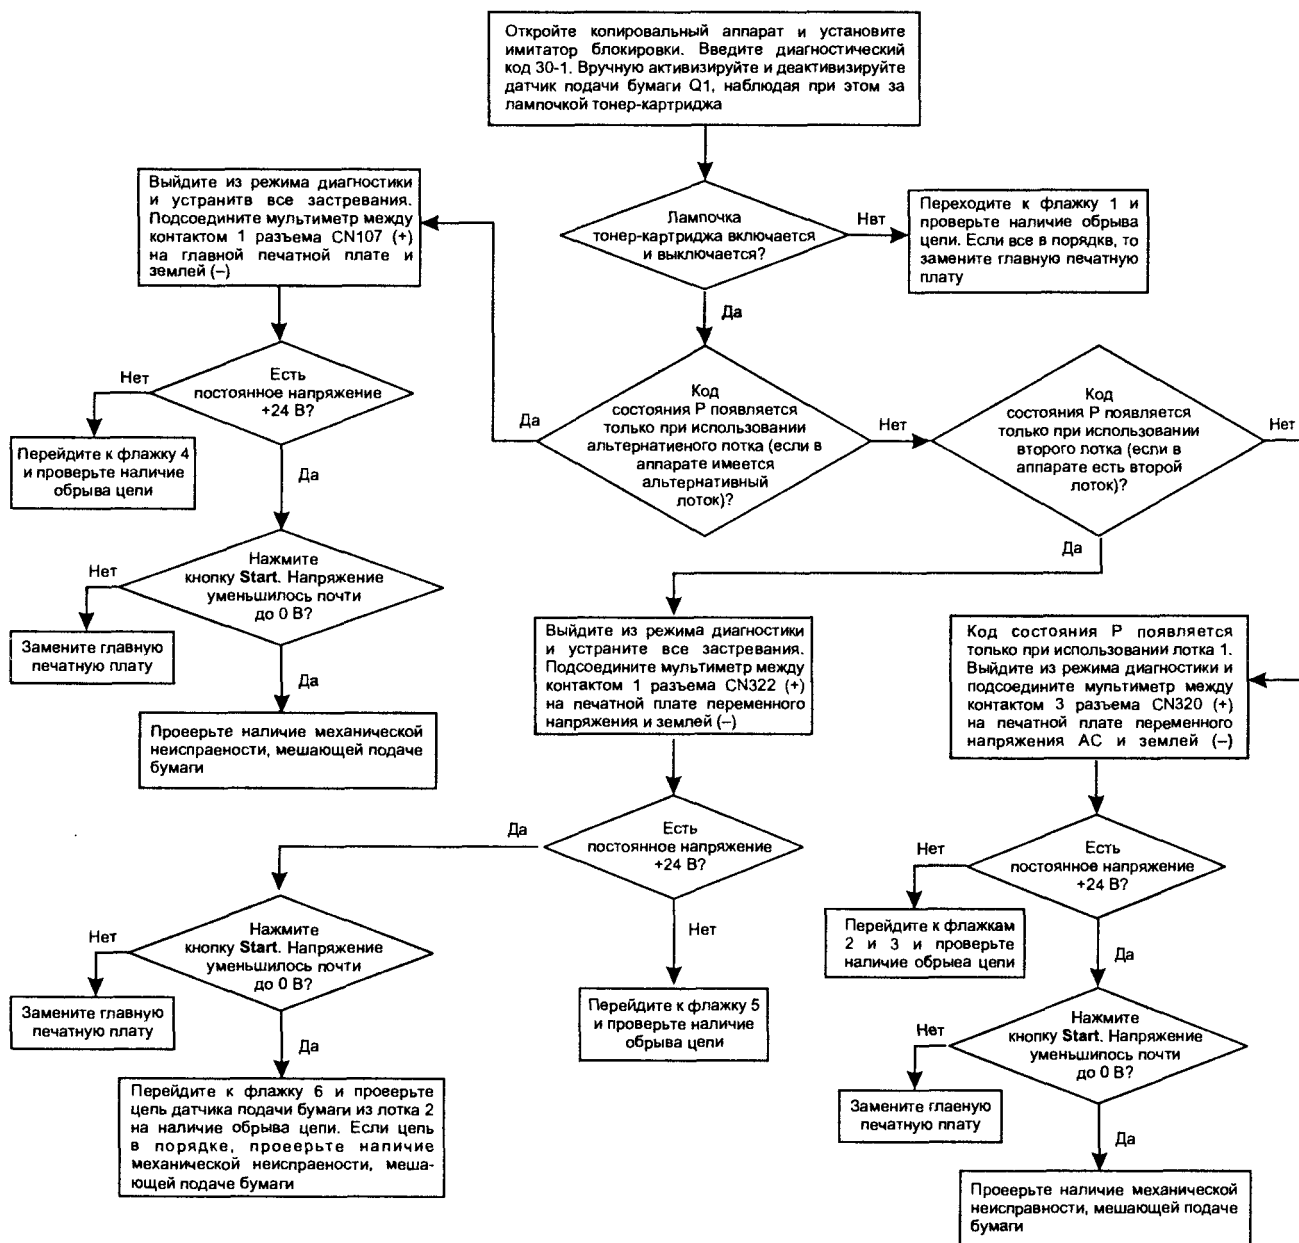 Откройте копировальный аппарат и установите
имитатор блокировки. Введите диагностический
код 30-1. Вручную активизируйте и деактивизируйте
датчик подачи бумаги Q1, наблюдая при этом за
лампочкой тонер-картриджа
Выйдите из режима диагностики
и устранитв все застревания.
Подсоедините мультиметр между
контактом 1 разъема CN107 (+)
на главной печатной плате и
землей (–)
Лампочка
тонер-картриджа включается
и выключается?
Нвт
Переходите к флажку 1 и
проверьте наличие обрыва
цепи. Если все в порядкв, то
замените главную печатную
плату
Да
Есть
постоянное напряжение
+24 В?
Нет
Перейдите к флажку 4
и проверьте наличие
обрыва цепи
Да
Код
состояния P появляется
только при использовании
альтернативного лотка (если в
аппарате имеется
альтернативный
лоток)?
Да
Нет
Код
состояния P появляется
только при использовании
второго лотка (если
в аппарате есть второй
лоток)?
Нет
Да
Нажмите
кнопку Start. Напряжение
уменьшилось почти
до 0 В?
Нет
Замените главную
печатную плату
Да
Проеерьте наличие механической
неиспраености, мешающей подаче
бумаги
Выйдите из режима диагностики
и устраните все застревания.
Подсоедините мультиметр между
контактом 1 разъема CN322 (+)
на печатной плате переменного
напряжения и землей (–)
Код состояния P появляется
только при использовании лотка 1.
Выйдите из режима диагностики и
подсоедините мультиметр между
контактом 3 разъема CN320 (+)
на печатной плате переменного
напряжения АС и землей (–)
Есть
постоянное напряжение
+24 В?
Да
Нет
Перейдите к флажку 5
и проверьте наличие
обрыва цепи
Нажмите
кнопку Start. Напряжение
уменьшилось почти
до 0 В?
Нет
Замените главную
печатную плату
Да
Перейдите к флажку 6 и проеерьте
цепь датчика подачи бумаги из лотка 2
на наличие обрыва цепи. Если цепь
в порядке, проеерьте наличие
механической неиспраености, меша-
ющей подаче бумаги
Есть
постоянное напряжение
+24 В?
Нет
Перейдите к флажкам
2 и 3 и проверьте
наличие обрыеа цепи
Да
Нажмите
кнопку Start. Напряжение
уменьшипось почти
до 0 В?
Нет
Замените глаеную
печатную плату
Да
Проеерьте наличие механической
неисправности, мешающей подаче
бумаги